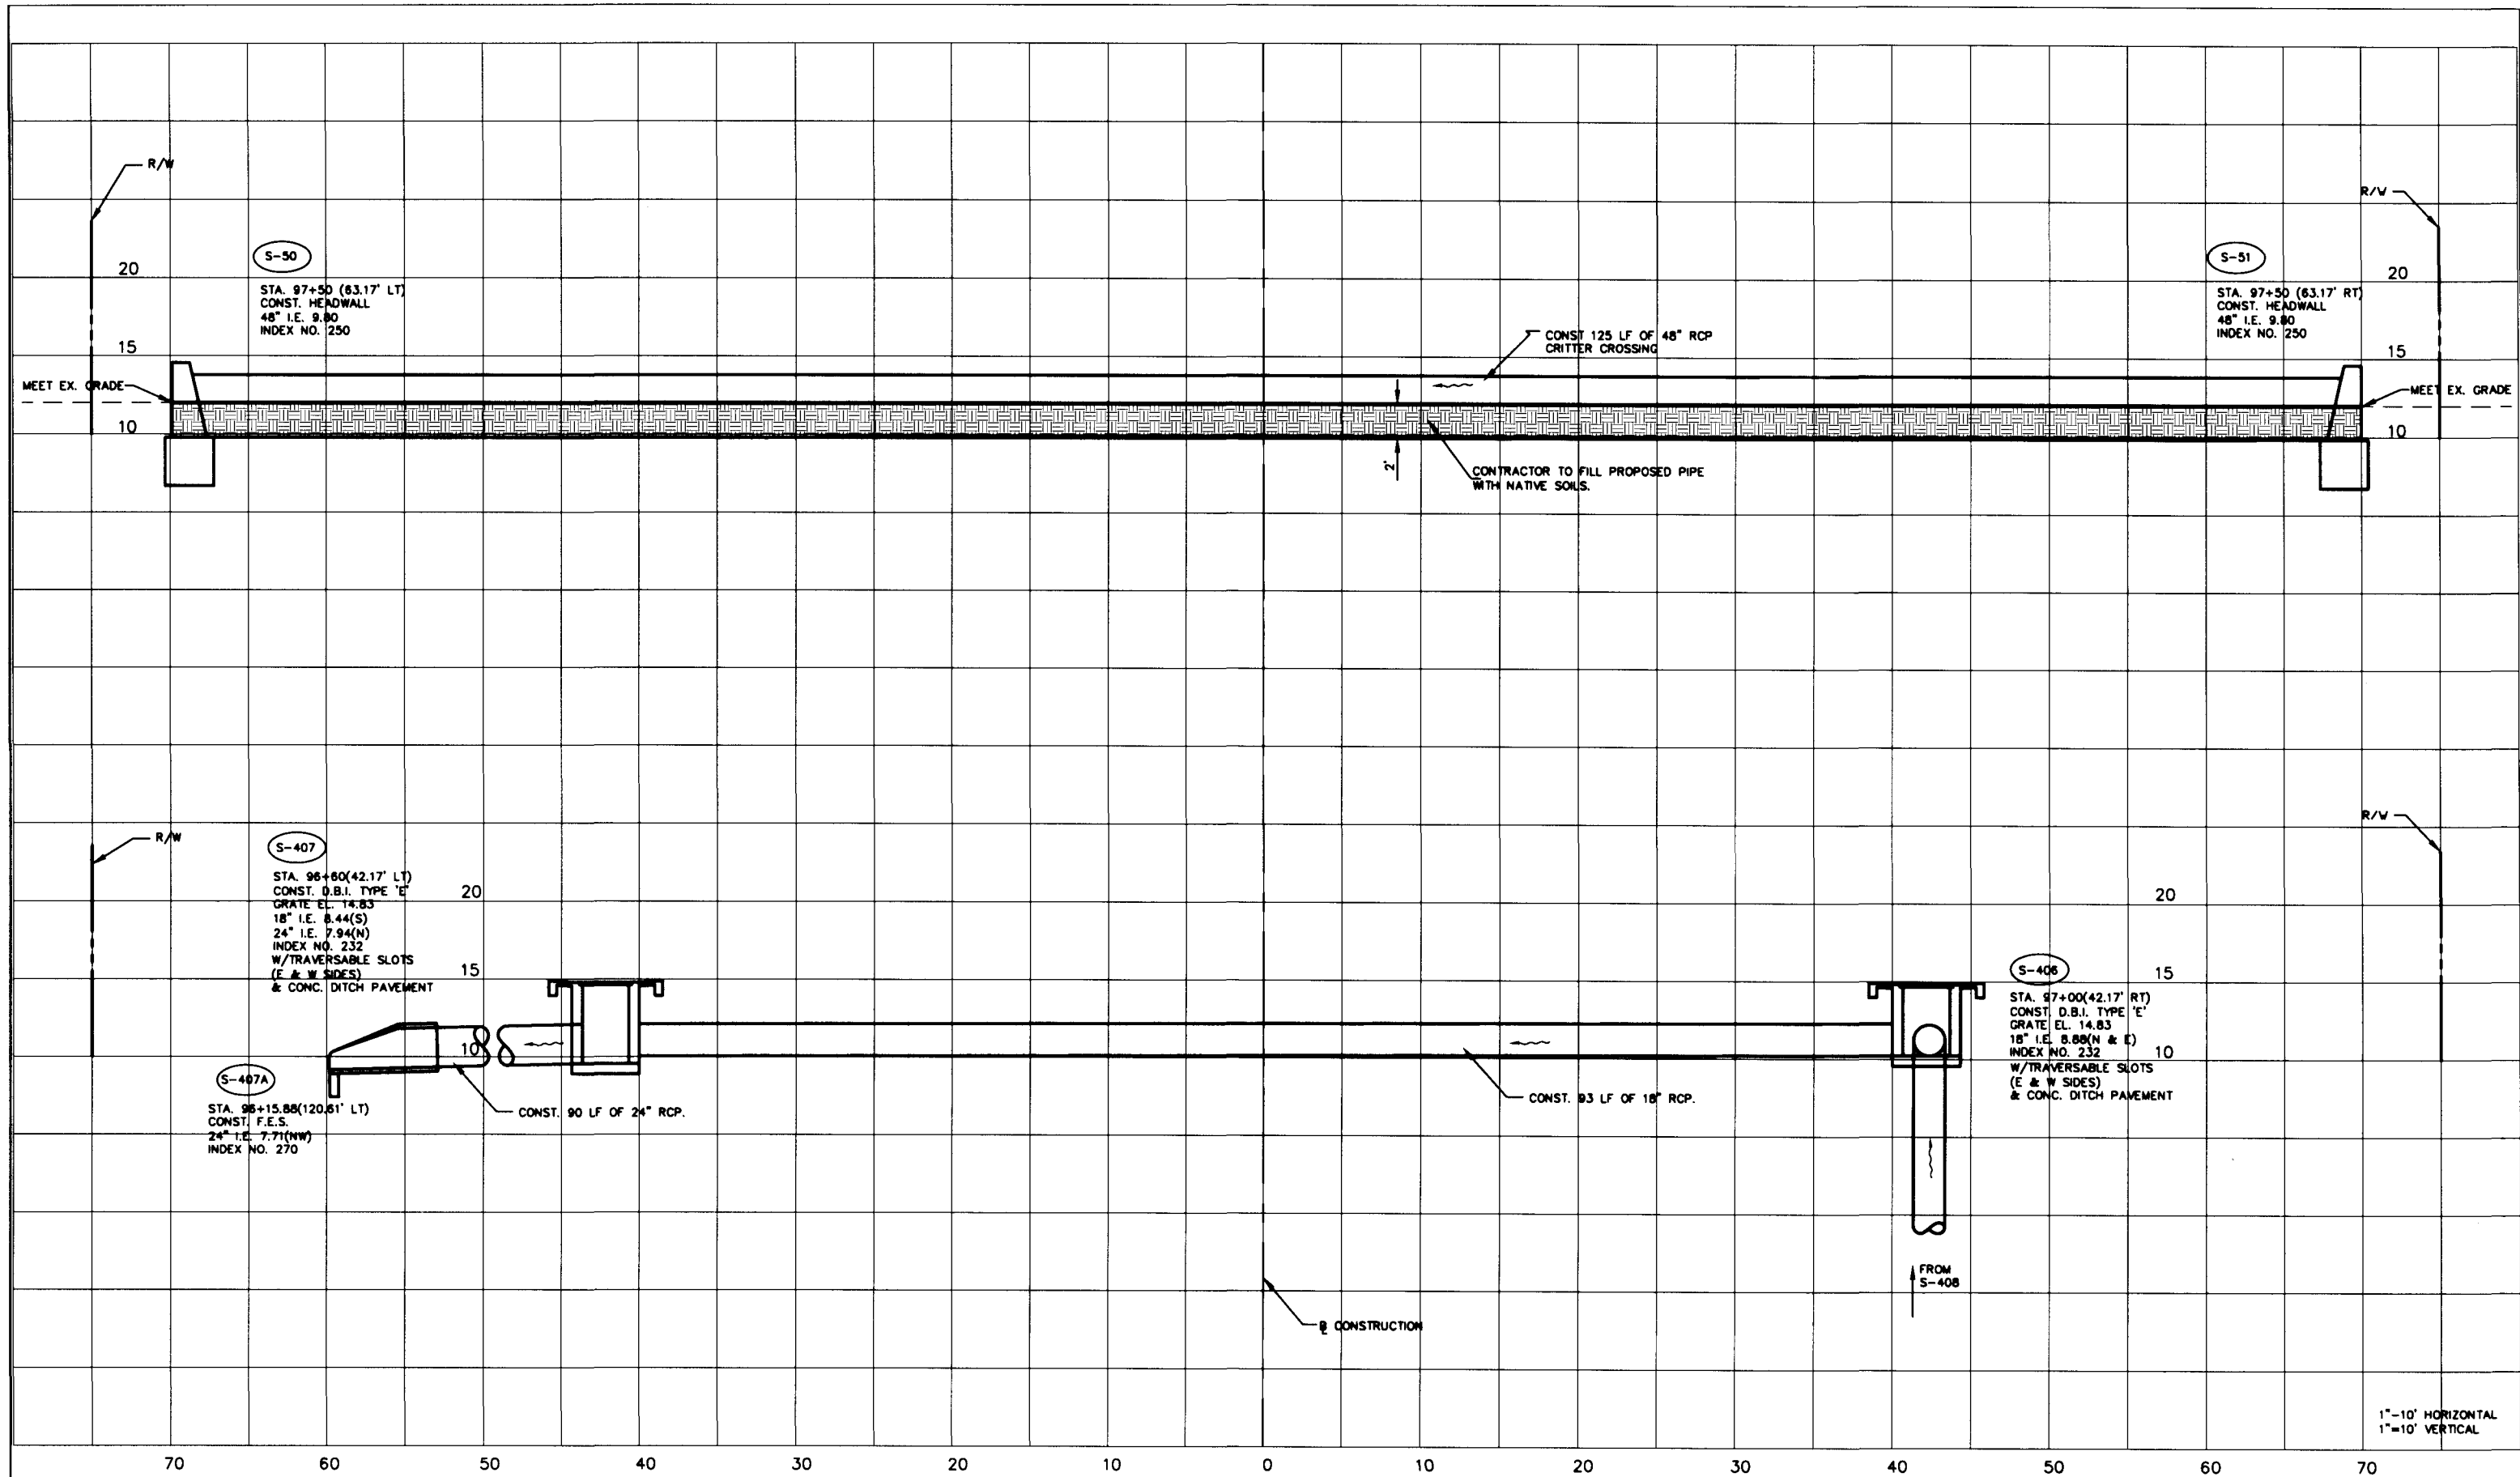 R/W
R/W
S-50
STA. 97+50 (63.17' LT)
CONST. HEADWALL
48" I.E. 9.80
INDEX NO. 250
S-51
STA. 97+50 (63.17' RT)
CONST. HEADWALL
48" I.E. 9.80
INDEX NO. 250
20
20
15
15
10
10
MEET EX. GRADE
MEET EX. GRADE
CONST 125 LF OF 48" RCP
CRITTER CROSSING
2'
CONTRACTOR TO FILL PROPOSED PIPE
WITH NATIVE SOILS.
R/W
R/W
S-407
STA. 96+60(42.17' LT)
CONST. D.B.I. TYPE 'E'
GRATE EL. 14.83
18" I.E. 8.44(S)
24" I.E. 7.94(N)
INDEX NO. 232
W/TRAVERSABLE SLOTS
(E & W SIDES)
& CONC. DITCH PAVEMENT
20
20
15
15
10
10
S-406
STA. 97+00(42.17' RT)
CONST. D.B.I. TYPE 'E'
GRATE EL. 14.83
18" I.E. 8.88(N & E)
INDEX NO. 232
W/TRAVERSABLE SLOTS
(E & W SIDES)
& CONC. DITCH PAVEMENT
S-407A
STA. 96+15.88(120.61' LT)
CONST. F.E.S.
24" I.E. 7.71(NW)
INDEX NO. 270
CONST. 90 LF OF 24" RCP.
CONST. 93 LF OF 18" RCP.
FROM
S-408
B CONSTRUCTION
1"-10' HORIZONTAL
1"=10' VERTICAL
70 60 50 40 30 20 10 0 10 20 30 40 50 60 70